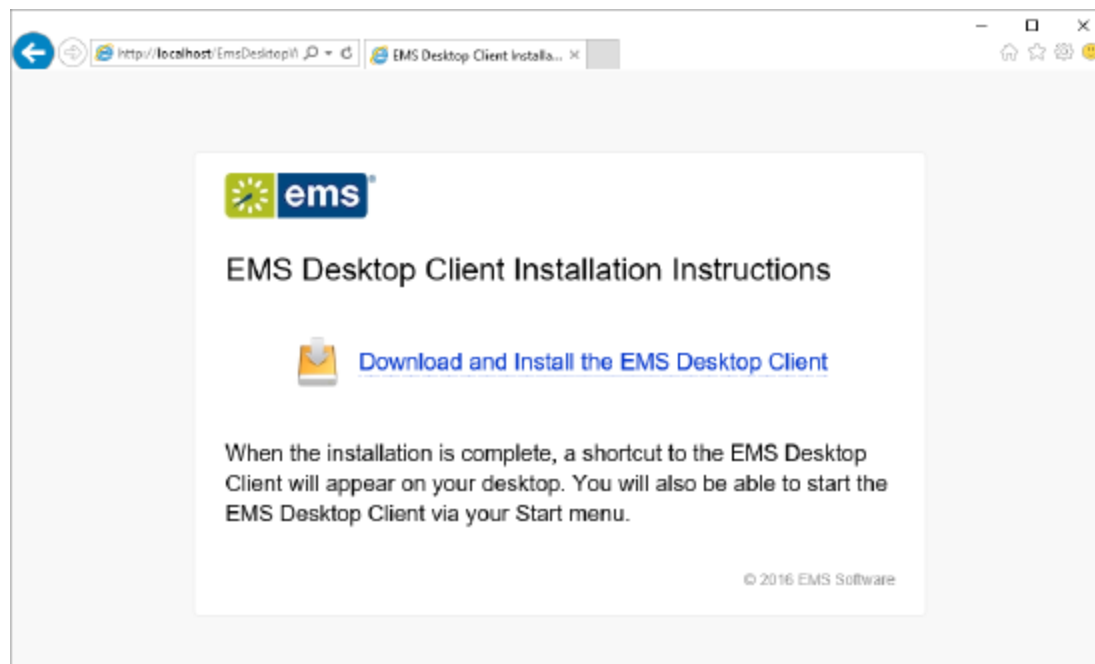 http://localhost/EmsDesktop
EMS Desktop Client Installa...
ems
EMS Desktop Client Installation Instructions
Download and Install the EMS Desktop Client
When the installation is complete, a shortcut to the EMS Desktop
Client will appear on your desktop. You will also be able to start the
EMS Desktop Client via your Start menu.
© 2016 EMS Software